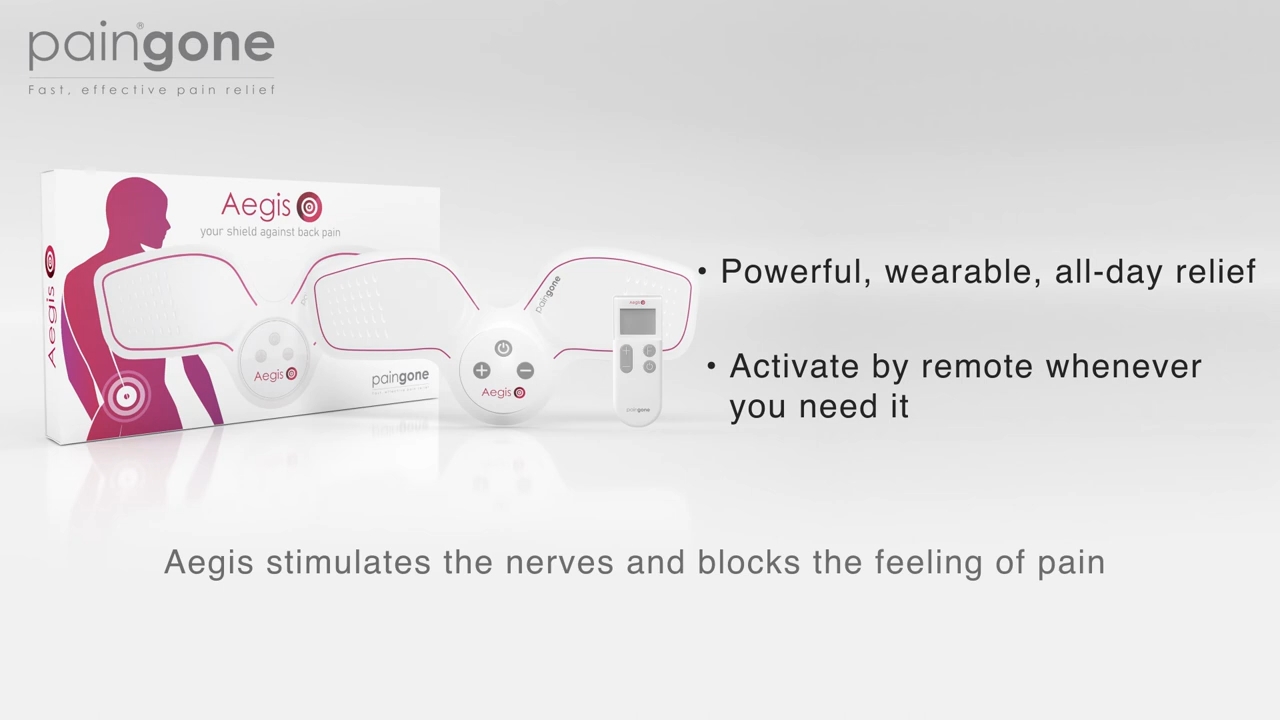 paingone®
Fast, effective pain relief
Aegis
your shield against back pain
Aegis
Aegis
paingone
paingone
Aegis
Aegis
paingone
• Powerful, wearable, all-day relief
• Activate by remote whenever
you need it
Aegis stimulates the nerves and blocks the feeling of pain